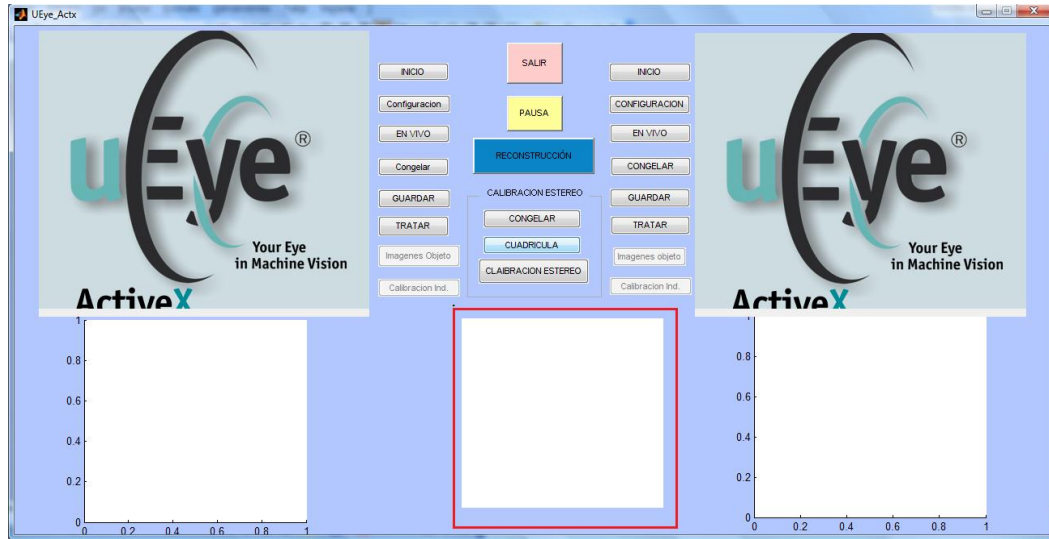 UEye_Actx
uEye®
Your Eye
in Machine Vision
ActiveX
INICIO
Configuracion
EN VIVO
Congelar
GUARDAR
TRATAR
Imagenes Objeto
Calibracion Ind.
SALIR
PAUSA
RECONSTRUCCIÓN
CALIBRACION ESTEREO
CONGELAR
CUADRICULA
CLAIBRACION ESTEREO
INICIO
CONFIGURACION
EN VIVO
CONGELAR
GUARDAR
TRATAR
Imagenes objeto
Calibracion Ind.
uEye®
Your Eye
in Machine Vision
ActiveX
1
0.8
0.6
0.4
0.2
0
0 0.2 0.4 0.6 0.8 1
0.8
0.6
0.4
0.2
0
0 0.2 0.4 0.6 0.8 1